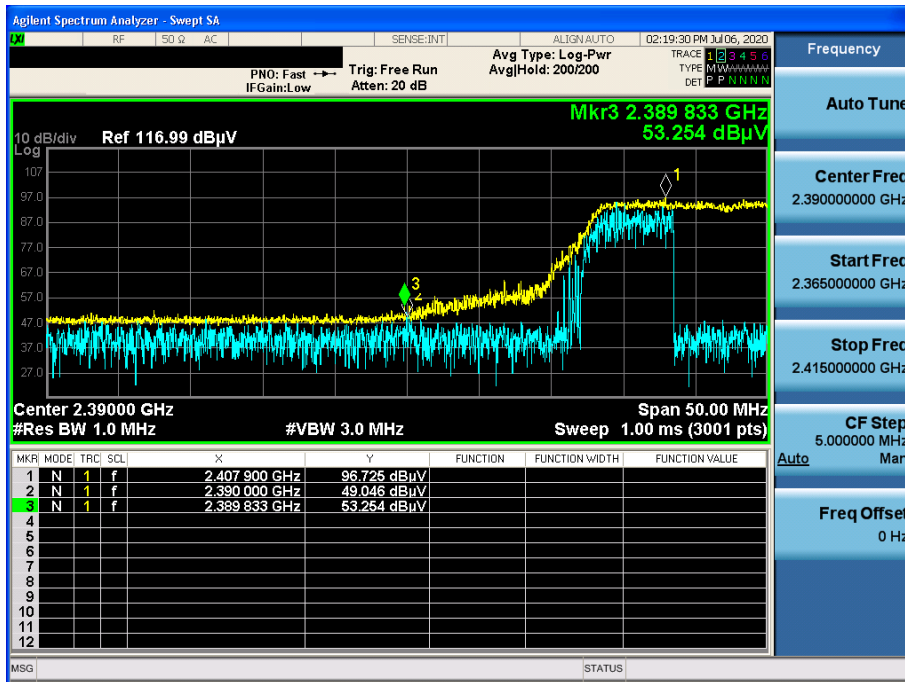 Agilent Spectrum Analyzer - Swept SA
LXI RF 50 Ω AC SENSE:INT ALIGN AUTO 02:19:30 PM Jul 06, 2020
PNO: Fast Trig: Free Run Avg Type: Log-Pwr TRACE 1 2 3 4 5 6
IFGain:Low Atten: 20 dB Avg|Hold: 200/200 TYPE M W
DET P P N N N N
Mkr3 2.389 833 GHz
53.254 dBµV
10 dB/div Ref 116.99 dBµV
Log
107
97.0
87.0
77.0
67.0
57.0
47.0
37.0
27.0
1
3
2
Center 2.39000 GHz Span 50.00 MHz
#Res BW 1.0 MHz #VBW 3.0 MHz Sweep 1.00 ms (3001 pts)
MKR MODE TRC SCL X Y FUNCTION FUNCTION WIDTH FUNCTION VALUE
1 N 1 f 2.407 900 GHz 96.725 dBµV
2 N 1 f 2.390 000 GHz 49.046 dBµV
3 N 1 f 2.389 833 GHz 53.254 dBµV
4
5
6
7
8
9
10
11
12
MSG STATUS
Frequency
Auto Tune
Center Freq
2.390000000 GHz
Start Freq
2.365000000 GHz
Stop Freq
2.415000000 GHz
CF Step
5.000000 MHz
Auto Man
Freq Offset
0 Hz